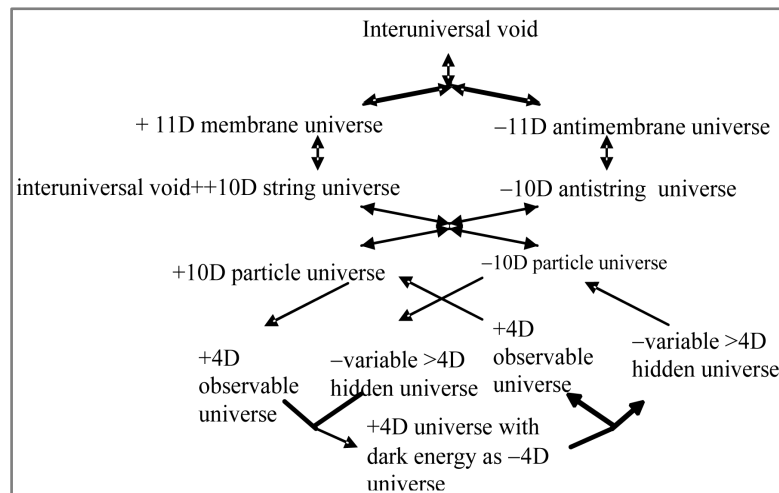 Interuniversal void
+ 11D membrane universe
–11D antimembrane universe
interuniversal void++10D string universe
–10D antistring universe
+10D particle universe
–10D particle universe
+4D
observable
universe
–variable >4D
hidden universe
+4D
observable
universe
–variable >4D
hidden universe
+4D universe with
dark energy as –4D
universe